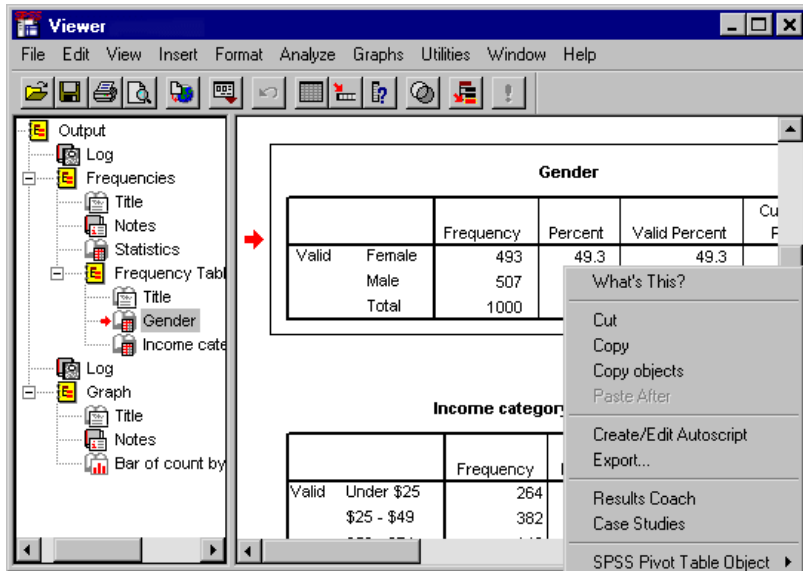 Viewer
File Edit View Insert Format Analyze Graphs Utilities Window Help
Output
Log
Frequencies
Title
Notes
Statistics
Frequency Tabl
Title
Gender
Income cate
Log
Graph
Title
Notes
Bar of count by
Gender
Frequency Percent Valid Percent Cu
Valid Female 493 49.3 49.3
Male 507
Total 1000
What's This?
Cut
Copy
Copy objects
Paste After
Create/Edit Autoscript
Export...
Results Coach
Case Studies
SPSS Pivot Table Object
Income categor
Frequency
Valid Under $25 264
$25 - $49 382